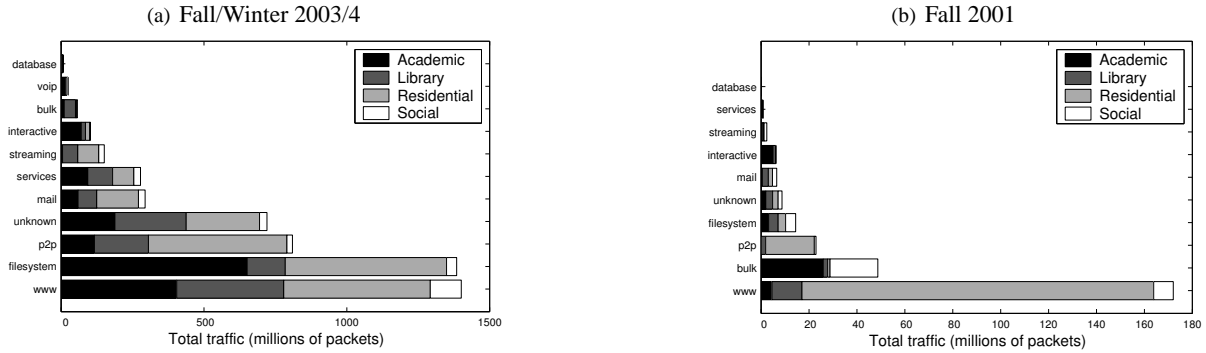 (a) Fall/Winter 2003/4
database
voip
bulk
interactive
streaming
services
mail
unknown
p2p
filesystem
www
Academic
Library
Residential
Social
0 500 1000 1500
Total traffic (millions of packets)
(b) Fall 2001
database
services
streaming
interactive
mail
unknown
filesystem
p2p
bulk
www
Academic
Library
Residential
Social
0 20 40 60 80 100 120 140 160 180
Total traffic (millions of packets)